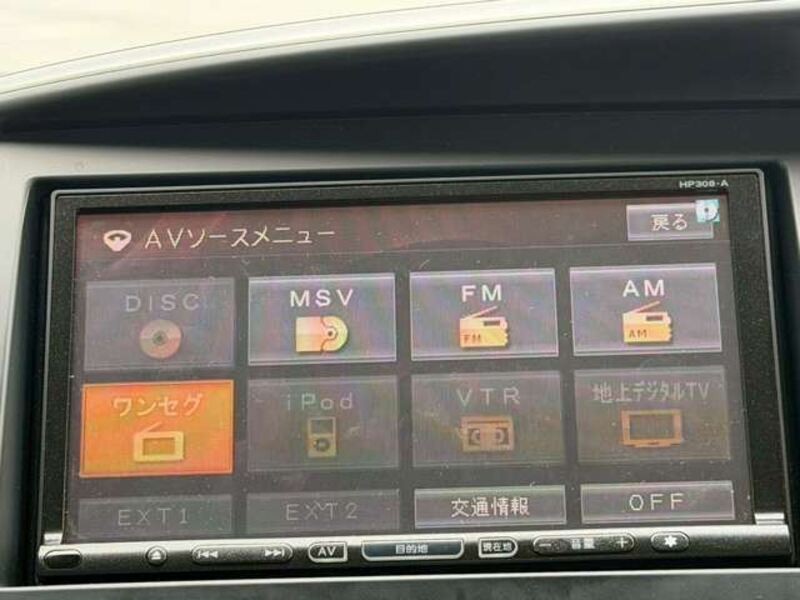 HP308-A
AVソースメニュー 戻る
DISC MSV FM AM
FM AM
ワンセグ iPod VTR 地上デジタルTV
EXT1 EXT2 交通情報 OFF
AV 目的地 現在地 − 音量 +